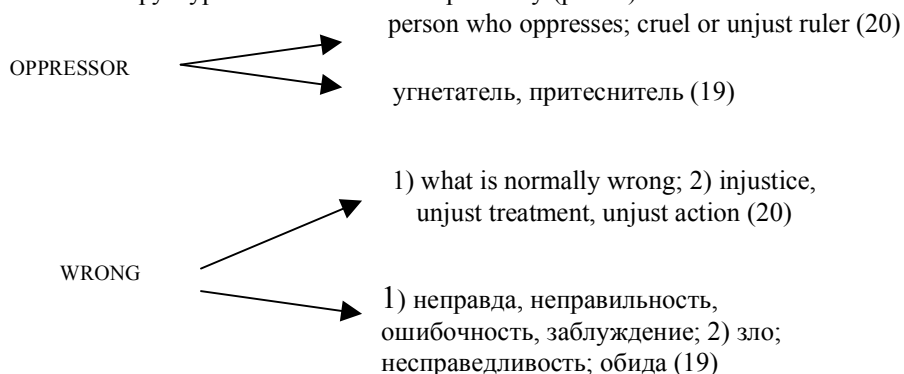 person who oppresses; cruel or unjust ruler (20)
OPPRESSOR
угнетатель, притеснитель (19)
1) what is normally wrong; 2) injustice,
unjust treatment, unjust action (20)
WRONG
1) неправда, неправильность,
ошибочность, заблуждение; 2) зло;
несправедливость; обида (19)